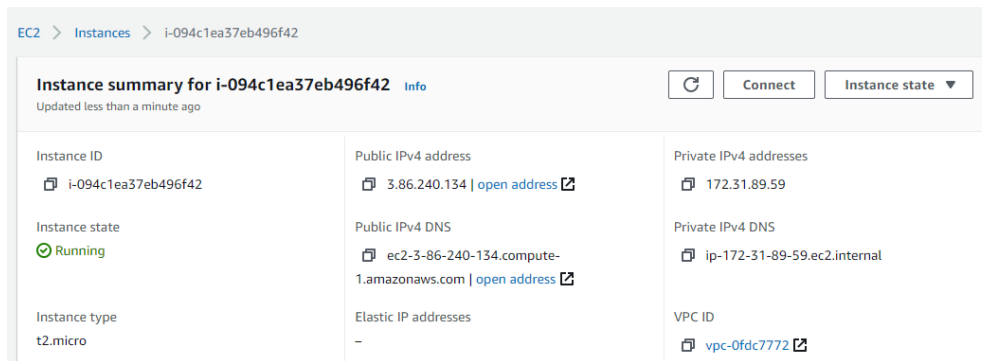 EC2 > Instances > i-094c1ea37eb496f42
Instance summary for i-094c1ea37eb496f42 Info
Updated less than a minute ago
Connect
Instance state
Instance ID
i-094c1ea37eb496f42
Public IPv4 address
3.86.240.134 | open address
Private IPv4 addresses
172.31.89.59
Instance state
Running
Public IPv4 DNS
ec2-3-86-240-134.compute-
1.amazonaws.com | open address
Private IPv4 DNS
ip-172-31-89-59.ec2.internal
Instance type
t2.micro
Elastic IP addresses
–
VPC ID
vpc-0fdc7772